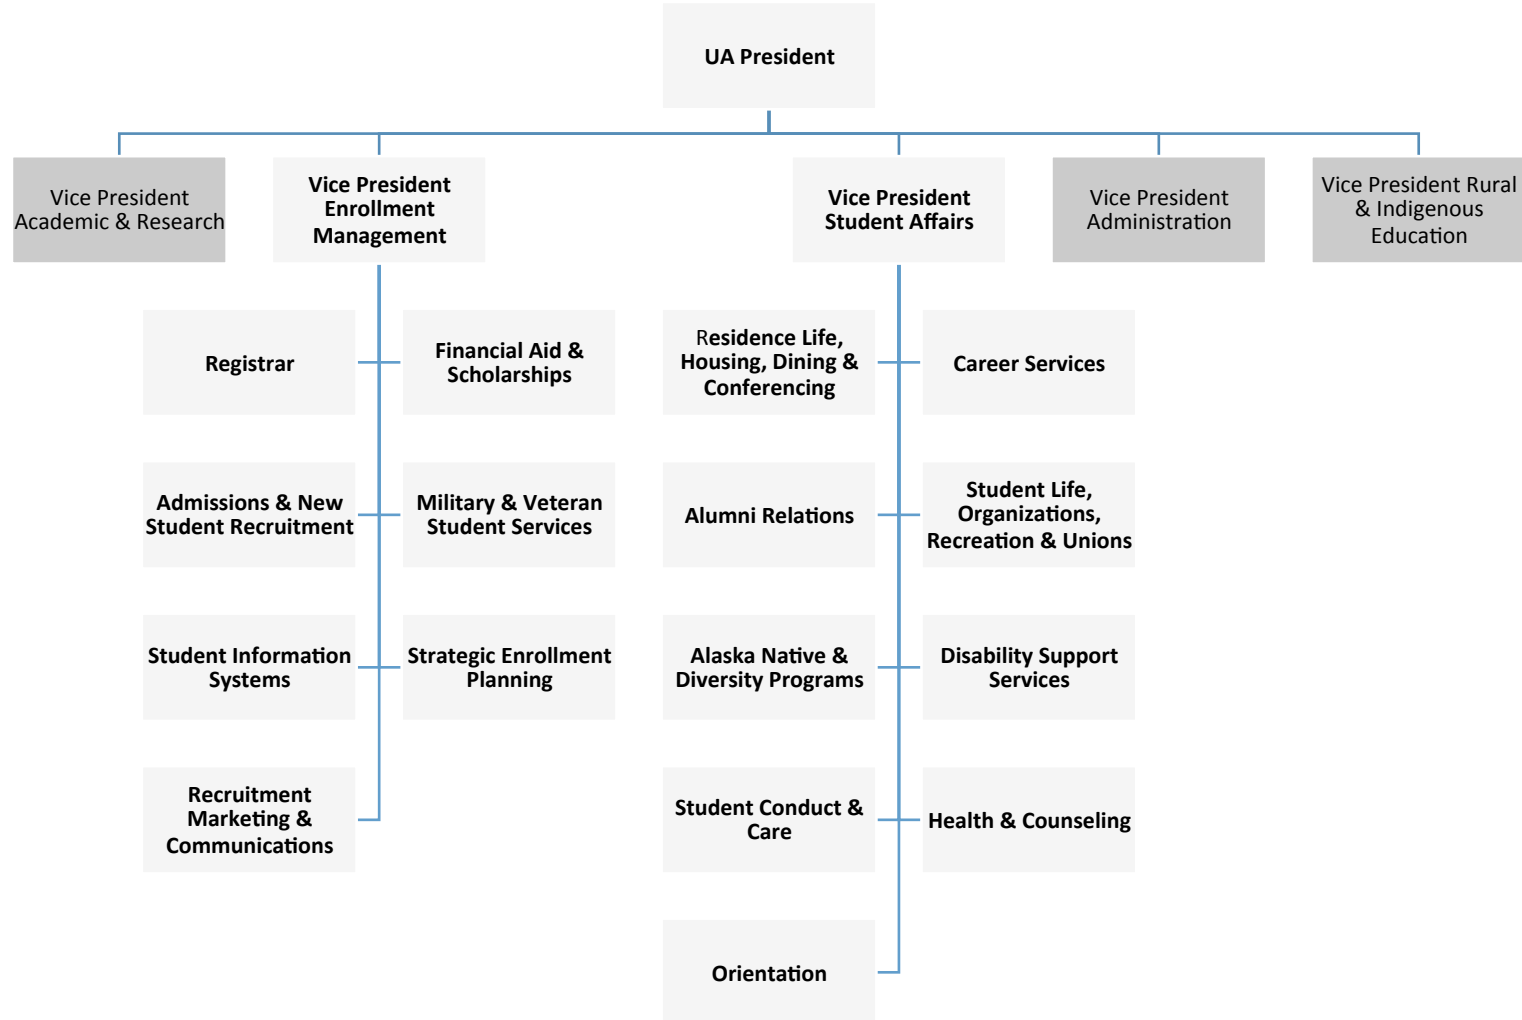 UA President
Vice President
Academic & Research
Vice President
Enrollment
Management
Vice President
Student Affairs
Vice President
Administration
Vice President Rural
& Indigenous
Education
Registrar
Financial Aid &
Scholarships
Residence Life,
Housing, Dining &
Conferencing
Career Services
Admissions & New
Student Recruitment
Military & Veteran
Student Services
Alumni Relations
Student Life,
Organizations,
Recreation & Unions
Student Information
Systems
Strategic Enrollment
Planning
Alaska Native &
Diversity Programs
Disability Support
Services
Recruitment
Marketing &
Communications
Student Conduct &
Care
Health & Counseling
Orientation